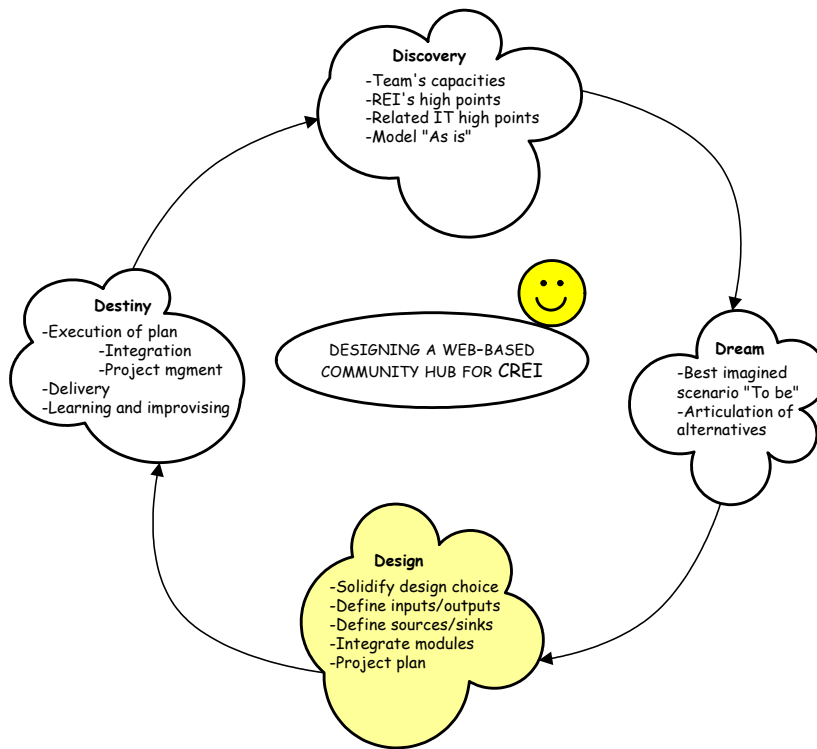 Discovery
-Team's capacities
-REI's high points
-Related IT high points
-Model "As is"
Destiny
-Execution of plan
-Integration
-Project mgment
-Delivery
-Learning and improvising
DESIGNING A WEB-BASED
COMMUNITY HUB FOR CREI
Dream
-Best imagined
scenario "To be"
-Articulation of
alternatives
Design
-Solidify design choice
-Define inputs/outputs
-Define sources/sinks
-Integrate modules
-Project plan